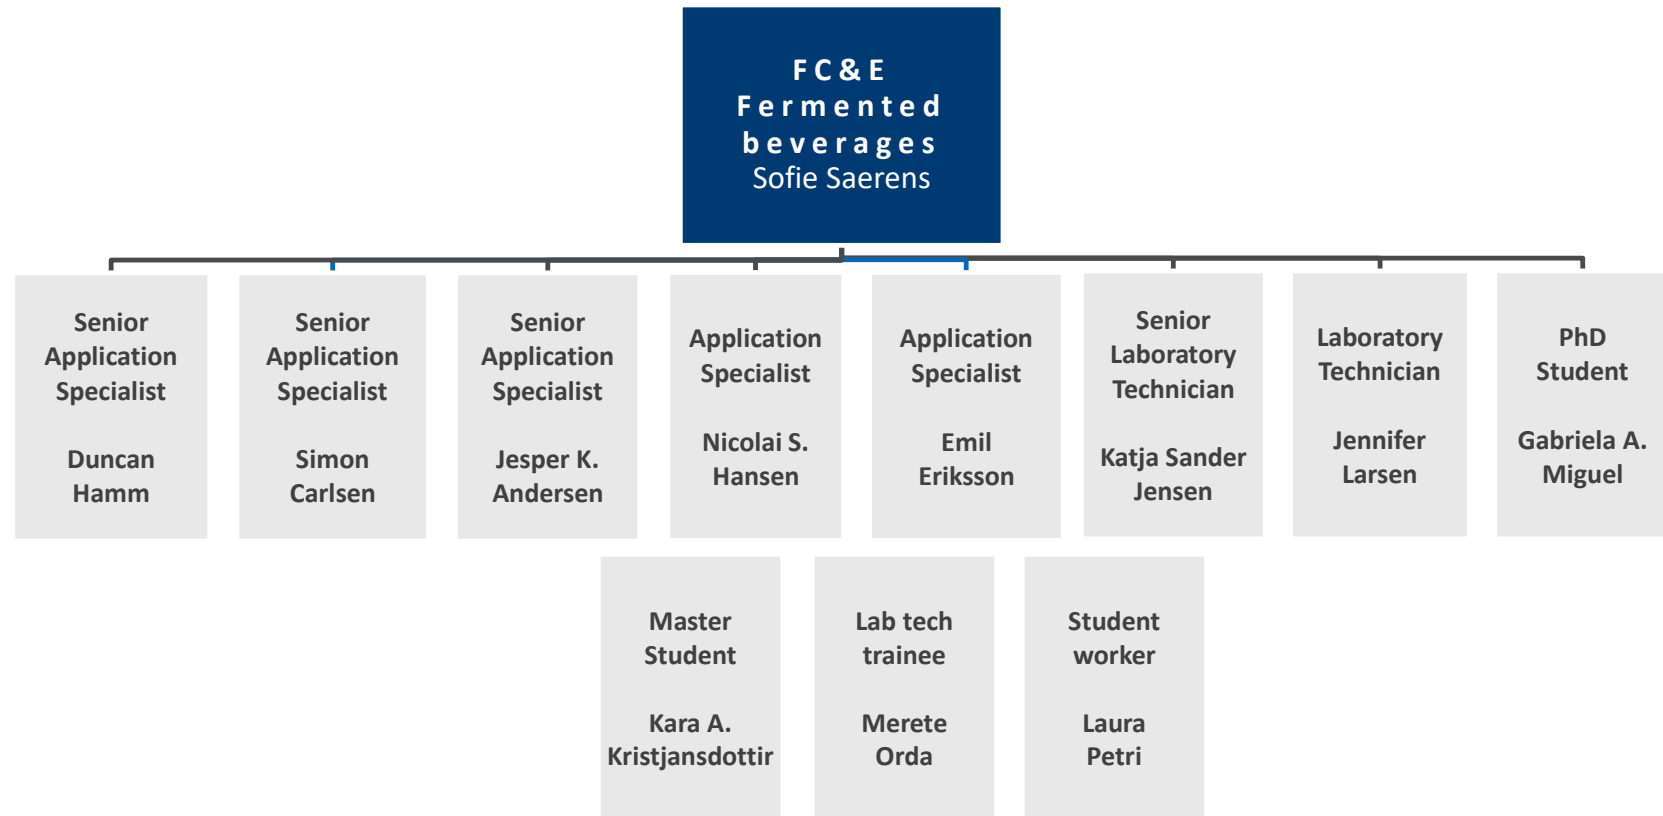 FC&E
Fermented
beverages
Sofie Saerens
Senior
Application
Specialist
Duncan
Hamm
Senior
Application
Specialist
Simon
Carlsen
Senior
Application
Specialist
Jesper K.
Andersen
Application
Specialist
Nicolai S.
Hansen
Application
Specialist
Emil
Eriksson
Senior
Laboratory
Technician
Katja Sander
Jensen
Laboratory
Technician
Jennifer
Larsen
PhD
Student
Gabriela A.
Miguel
Master
Student
Kara A.
Kristjansdottir
Lab tech
trainee
Merete
Orda
Student
worker
Laura
Petri